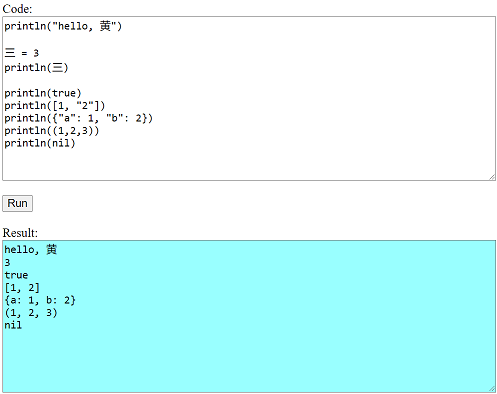 Code:
println("hello, 黄")
三 = 3
println(三)
println(true)
println([1, "2"])
println({"a": 1, "b": 2})
println((1,2,3))
println(nil)
Run
Result:
hello, 黄
3
true
[1, 2]
{a: 1, b: 2}
(1, 2, 3)
nil